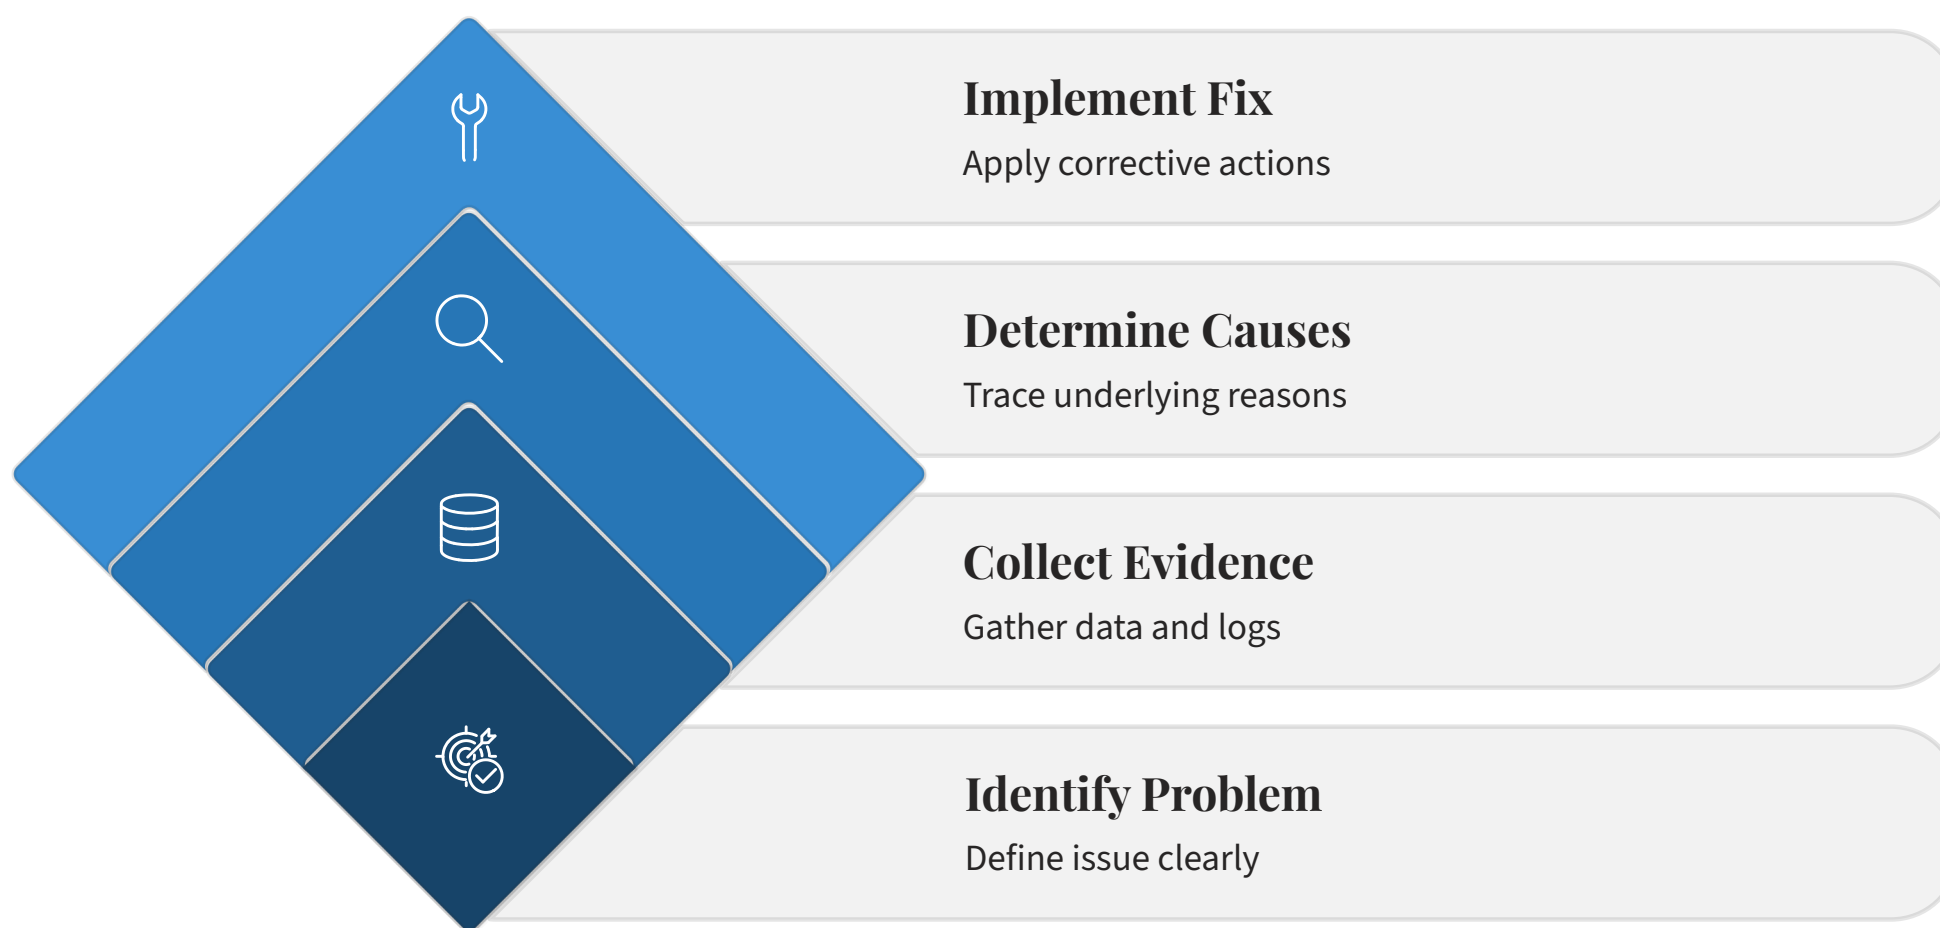 Implement Fix
Apply corrective actions
Determine Causes
Trace underlying reasons
Collect Evidence
Gather data and logs
Identify Problem
Define issue clearly